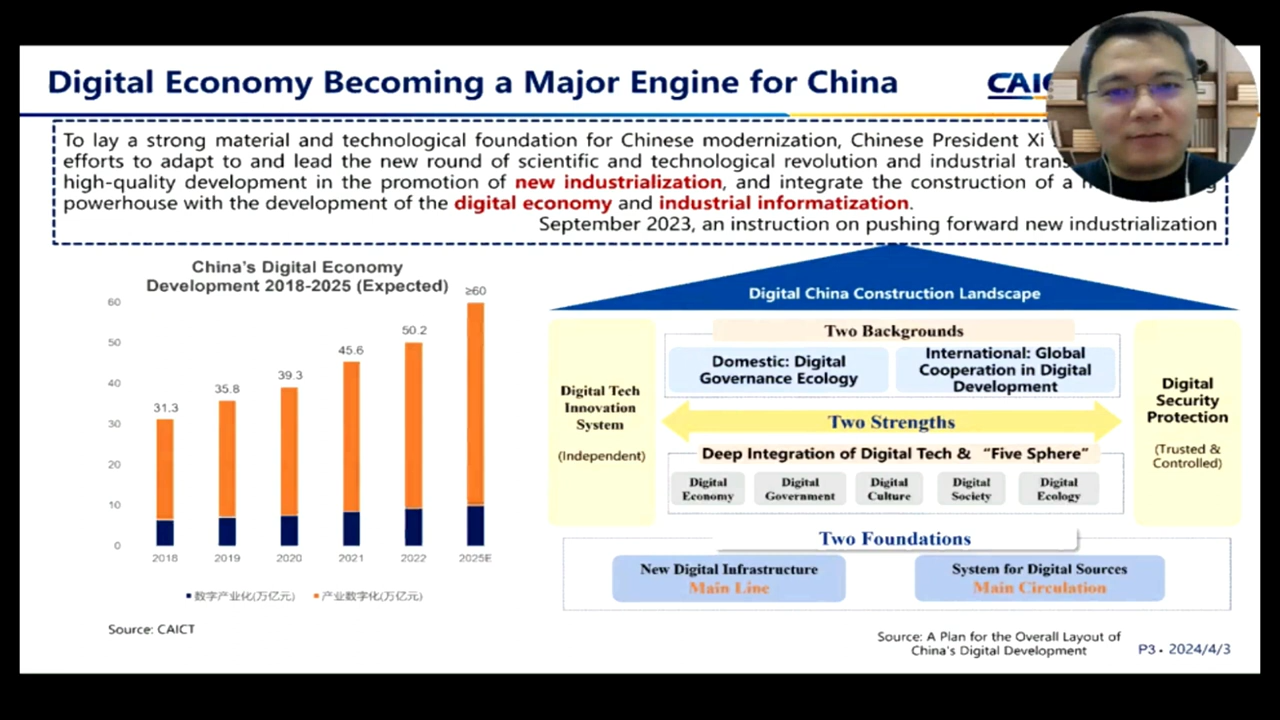 Digital Economy Becoming a Major Engine for China
CAIC
To lay a strong material and technological foundation for Chinese modernization, Chinese President Xi
efforts to adapt to and lead the new round of scientific and technological revolution and industrial
high-quality development in the promotion of new industrialization, and integrate the construction of a
powerhouse with the development of the digital economy and industrial informatization.
September 2023, an instruction on pushing forward new industrialization
China's Digital Economy
Development 2018-2025 (Expected)
≥60
60
50.2
50
45.6
39.3
40
35.8
31.3
30
20
10
0
2018 2019 2020 2021 2022 2025E
数字产业化(万亿元) 产业数字化(万亿元)
Source: CAICT
Digital China Construction Landscape
Digital Tech
Innovation
System
(Independent)
Two Backgrounds
Domestic: Digital
Governance Ecology
International: Global
Cooperation in Digital
Development
Two Strengths
Deep Integration of Digital Tech & “Five Sphere”
Digital
Economy
Digital
Government
Digital
Culture
Digital
Society
Digital
Ecology
Digital
Security
Protection
(Trusted &
Controlled)
Two Foundations
New Digital Infrastructure
Main Line
System for Digital Sources
Main Circulation
Source: A Plan for the Overall Layout of
China's Digital Development
P3 • 2024/4/3